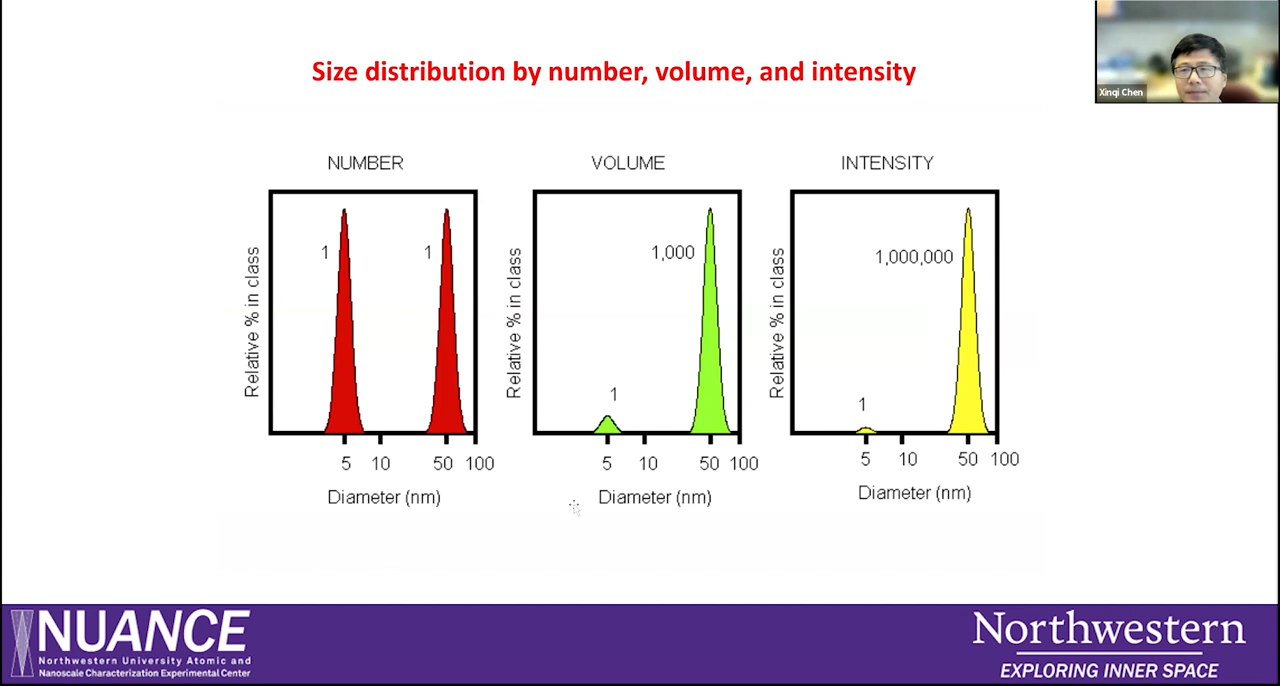 Size distribution by number, volume, and intensity
Xinqi Chen
NUMBER
Relative % in class
1
1
5 10 50 100
Diameter (nm)
VOLUME
Relative % in class
1,000
1
5 10 50 100
Diameter (nm)
INTENSITY
Relative % in class
1,000,000
1
5 10 50 100
Diameter (nm)
NUANCE
Northwestern University Atomic and
Nanoscale Characterization Experimental Center
Northwestern
EXPLORING INNER SPACE